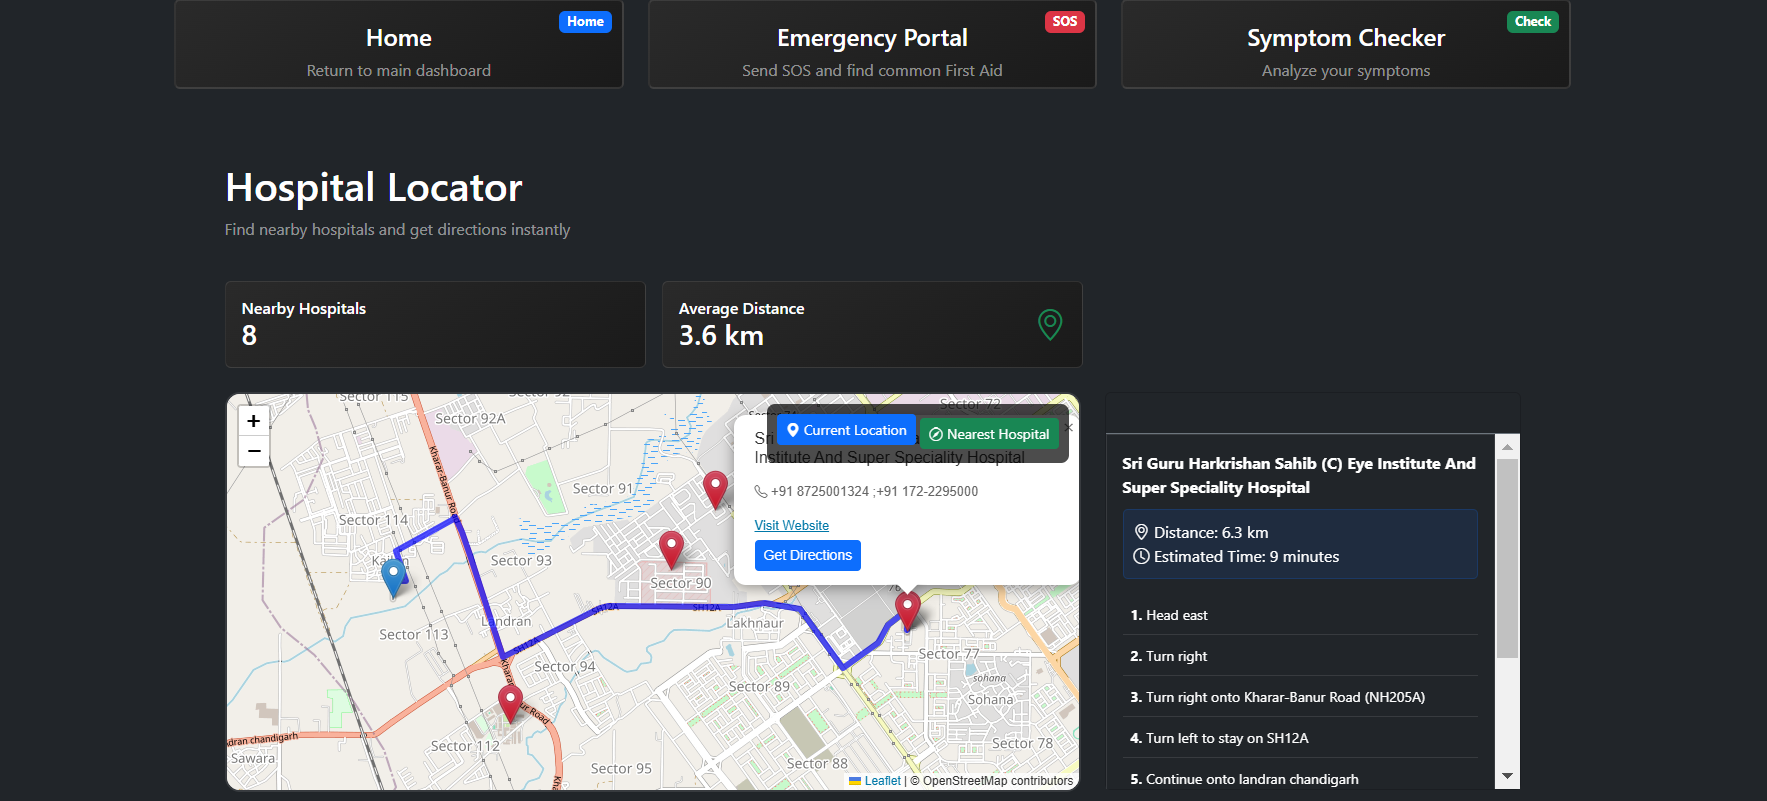 Home
Home
Return to main dashboard
SOS
Emergency Portal
Send SOS and find common First Aid
Check
Symptom Checker
Analyze your symptoms
Hospital Locator
Find nearby hospitals and get directions instantly
Nearby Hospitals
8
Average Distance
3.6 km
+
−
Sector 115
Sector 92A
Sector 72
Kharar-Banur Road
Sector 91
Sector 114
Sector 93
Sector 90
Landran
Sector 113
SH12A
SH12A
SH12A
Lakhnaur
Sector 94
Sector 77
Sector 89
sohana
Sohana
Sector 112
dran chandigarh
Sawara
Sector 95
Sector 88
Sector 78
Current Location
Nearest Hospital
×
Sri
Institute And Super Speciality Hospital
+91 8725001324 ;+91 172-2295000
Visit Website
Get Directions
Leaflet | © OpenStreetMap contributors
Sri Guru Harkrishan Sahib (C) Eye Institute And
Super Speciality Hospital
Distance: 6.3 km
Estimated Time: 9 minutes
1. Head east
2. Turn right
3. Turn right onto Kharar-Banur Road (NH205A)
4. Turn left to stay on SH12A
5. Continue onto landran chandigarh